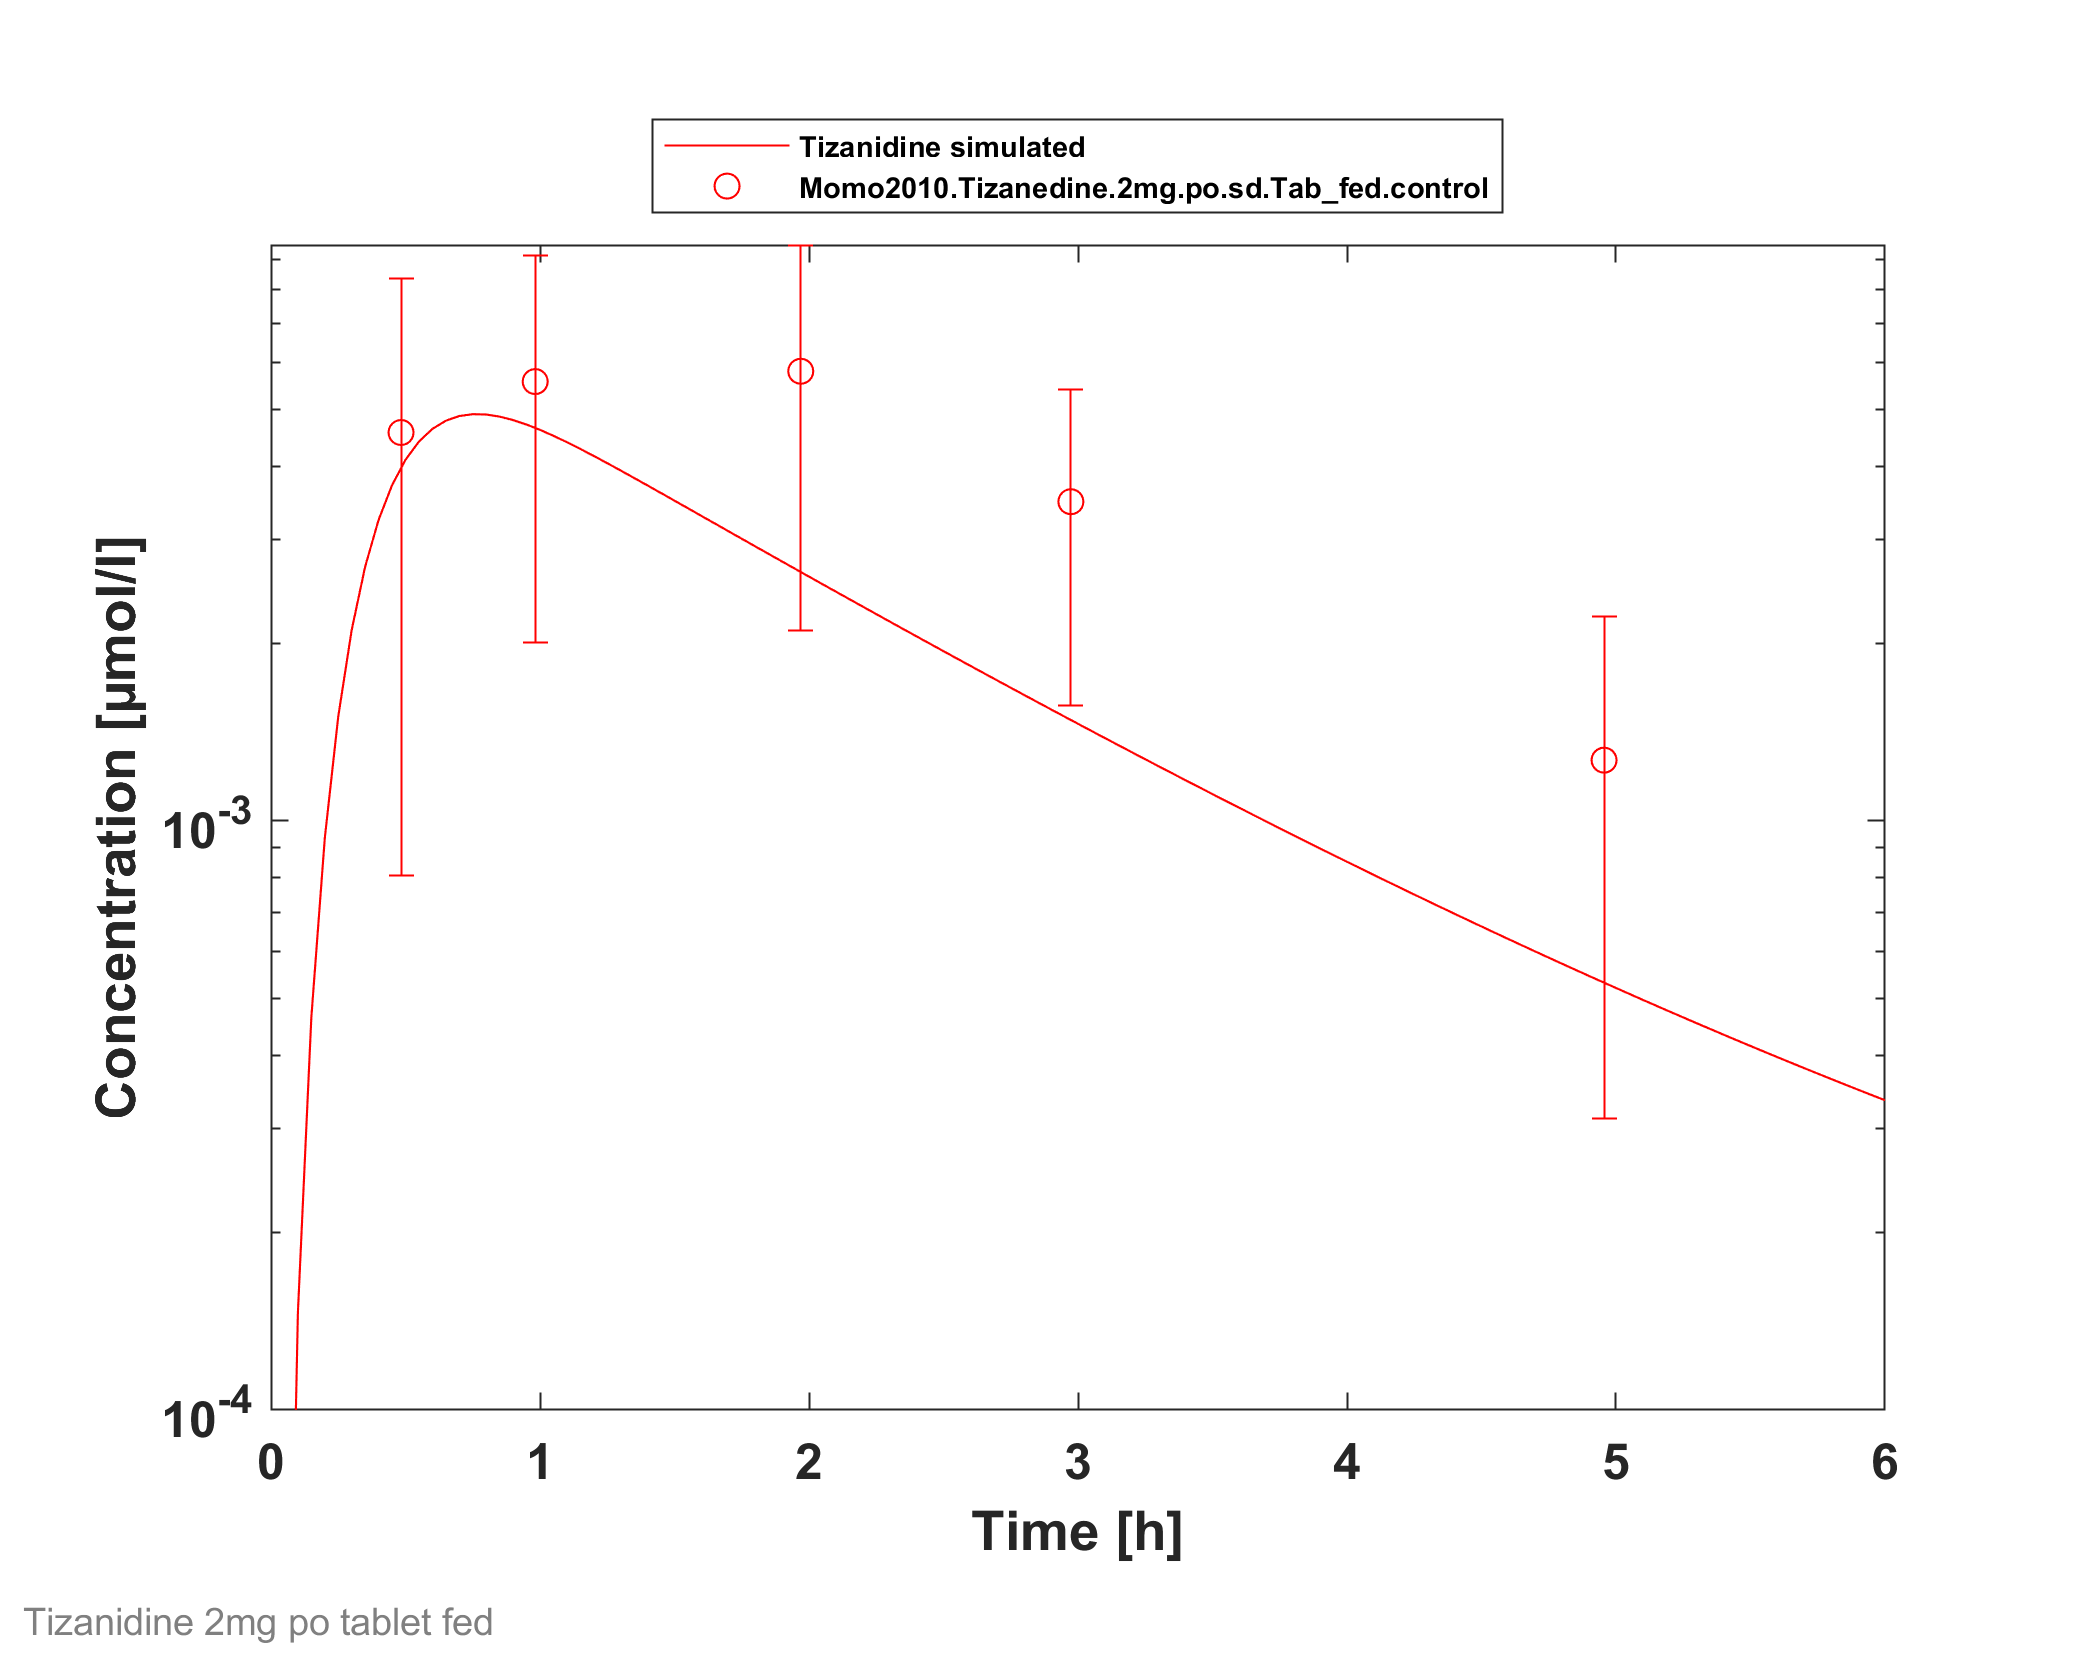 Tizanidine simulated
Momo2010.Tizanedine.2mg.po.sd.Tab_fed.control
Concentration [µmol/l]
10^-3
10^-4
0 1 2 3 4 5 6
Time [h]
Tizanidine 2mg po tablet fed